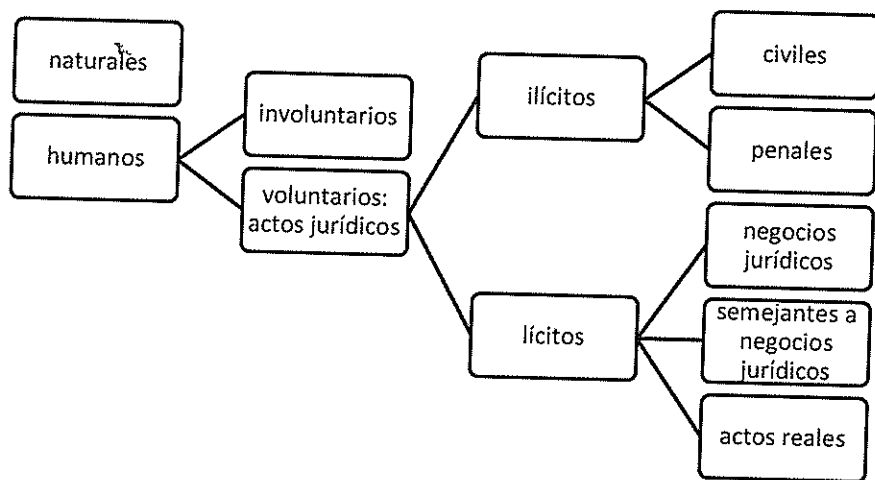 naturales
humanos
involuntarios
voluntarios:
actos jurídicos
ilícitos
lícitos
civiles
penales
negocios
jurídicos
semejantes a
negocios
jurídicos
actos reales